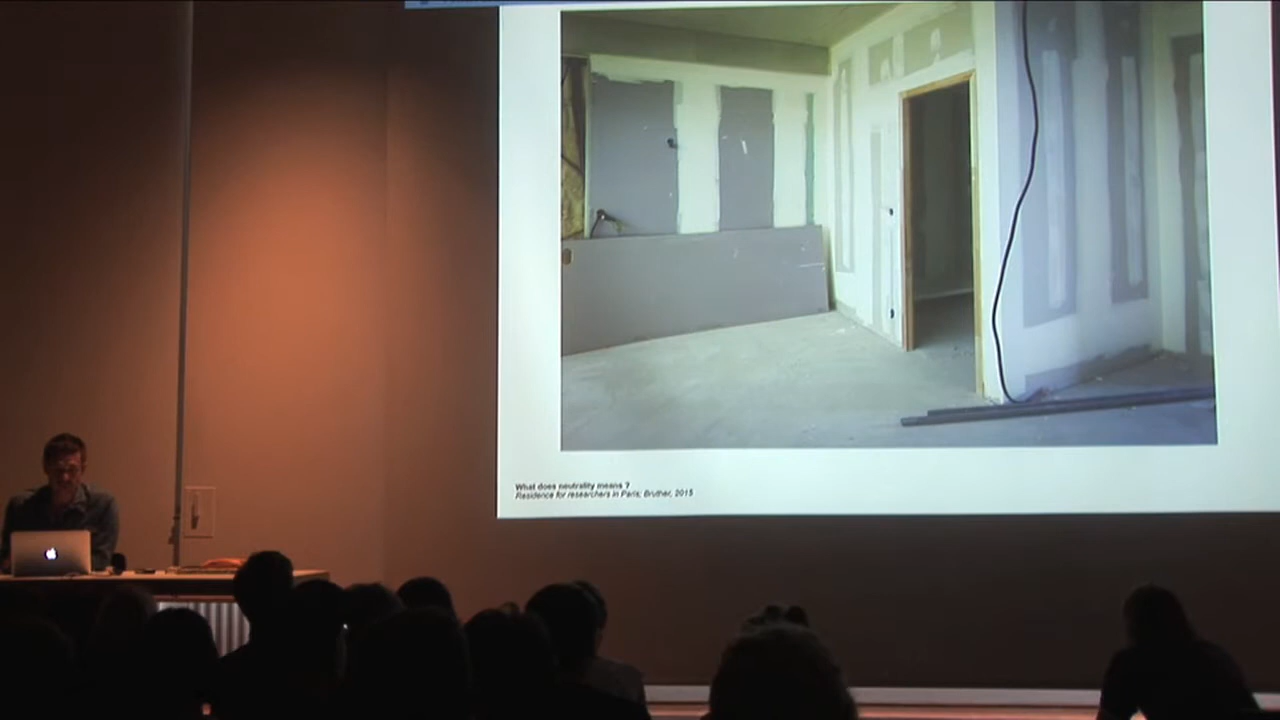 What does neutrality means ?
Residence for researchers in Paris; Bruther, 2015